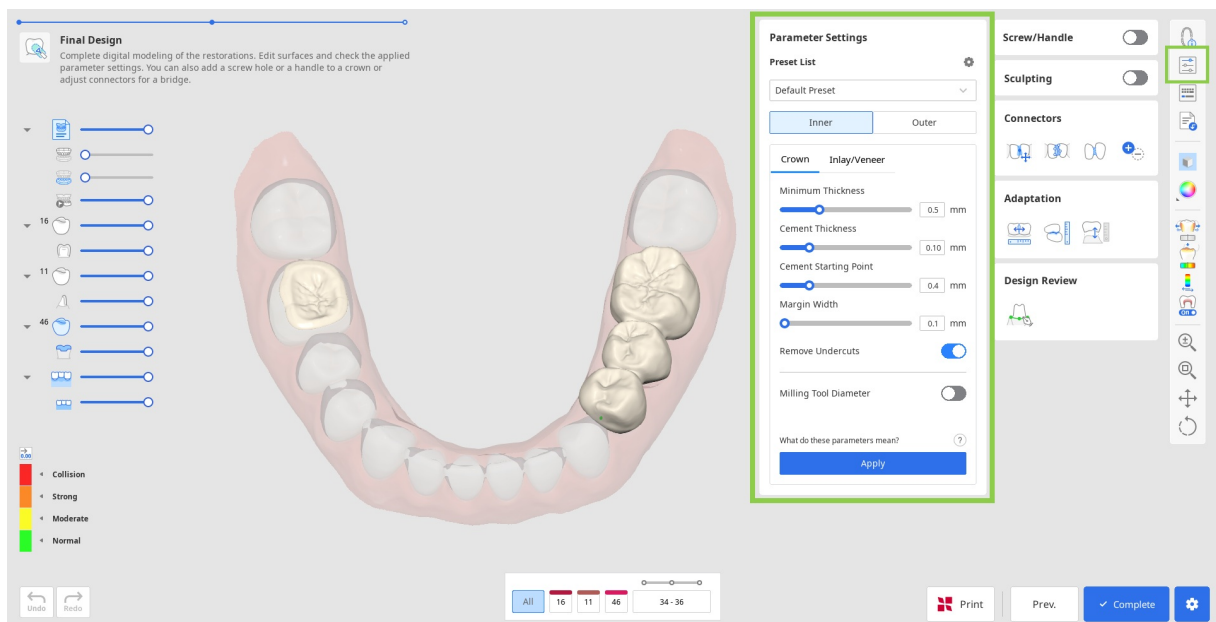 Final Design
Complete digital modeling of the restorations. Edit surfaces and check the applied
parameter settings. You can also add a screw hole or a handle to a crown or
adjust connectors for a bridge.
16
11
46
0.00
Collision
Strong
Moderate
Normal
Undo
Redo
All
16
11
46
34 - 36
Parameter Settings
Preset List
Default Preset
Inner
Outer
Crown
Inlay/Veneer
Minimum Thickness
0.5 mm
Cement Thickness
0.10 mm
Cement Starting Point
0.4 mm
Margin Width
0.1 mm
Remove Undercuts
Milling Tool Diameter
What do these parameters mean?
?
Apply
Screw/Handle
Sculpting
Connectors
Adaptation
Design Review
ON
Print
Prev.
Complete